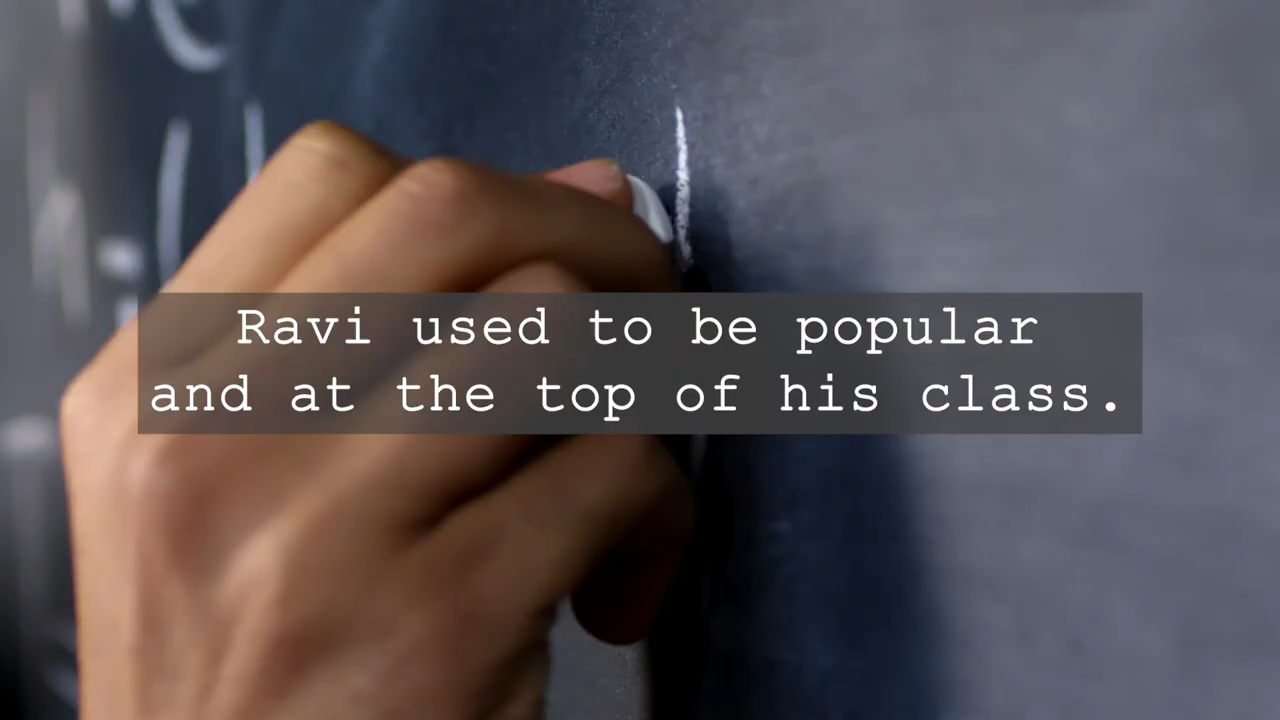 Ravi used to be popular
and at the top of his class.